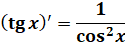 (tg x)′ = 1/cos²x